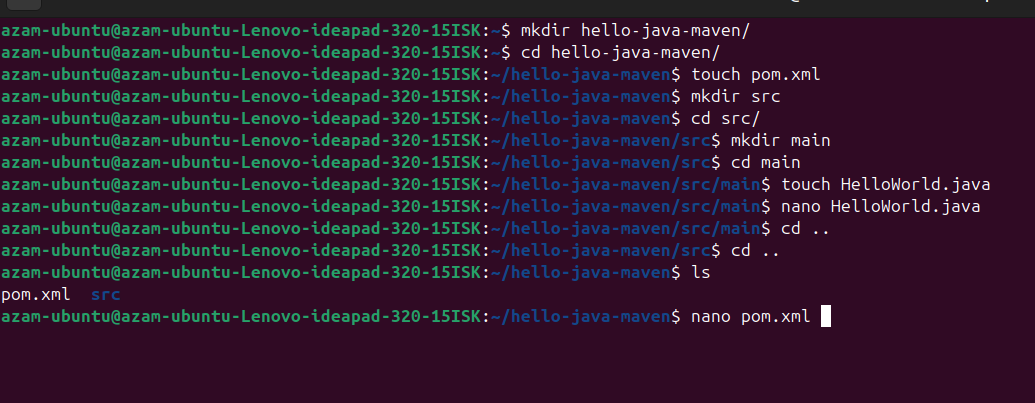 azam-ubuntu@azam-ubuntu-Lenovo-ideapad-320-15ISK:~$ mkdir hello-java-maven/
azam-ubuntu@azam-ubuntu-Lenovo-ideapad-320-15ISK:~$ cd hello-java-maven/
azam-ubuntu@azam-ubuntu-Lenovo-ideapad-320-15ISK:~/hello-java-maven$ touch pom.xml
azam-ubuntu@azam-ubuntu-Lenovo-ideapad-320-15ISK:~/hello-java-maven$ mkdir src
azam-ubuntu@azam-ubuntu-Lenovo-ideapad-320-15ISK:~/hello-java-maven$ cd src/
azam-ubuntu@azam-ubuntu-Lenovo-ideapad-320-15ISK:~/hello-java-maven/src$ mkdir main
azam-ubuntu@azam-ubuntu-Lenovo-ideapad-320-15ISK:~/hello-java-maven/src$ cd main
azam-ubuntu@azam-ubuntu-Lenovo-ideapad-320-15ISK:~/hello-java-maven/src/main$ touch HelloWorld.java
azam-ubuntu@azam-ubuntu-Lenovo-ideapad-320-15ISK:~/hello-java-maven/src/main$ nano HelloWorld.java
azam-ubuntu@azam-ubuntu-Lenovo-ideapad-320-15ISK:~/hello-java-maven/src/main$ cd ..
azam-ubuntu@azam-ubuntu-Lenovo-ideapad-320-15ISK:~/hello-java-maven/src$ cd ..
azam-ubuntu@azam-ubuntu-Lenovo-ideapad-320-15ISK:~/hello-java-maven$ ls
pom.xml  src
azam-ubuntu@azam-ubuntu-Lenovo-ideapad-320-15ISK:~/hello-java-maven$ nano pom.xml